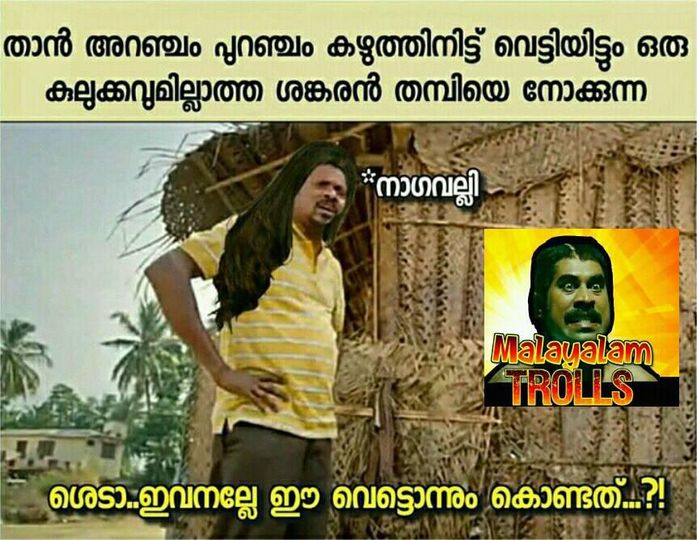 താൻ അറഞ്ചം പുറഞ്ചം കഴുത്തിനിട്ട് വെട്ടിയിട്ടും ഒരു
കുലുക്കവുമില്ലാത്ത ശങ്കരൻ തമ്പിയെ നോക്കുന്ന
*നാഗവല്ലി
Malayalam
TROLLS
ശെടാ..ഇവനല്ലേ ഈ വെട്ടൊന്നും കൊണ്ടത്...?!